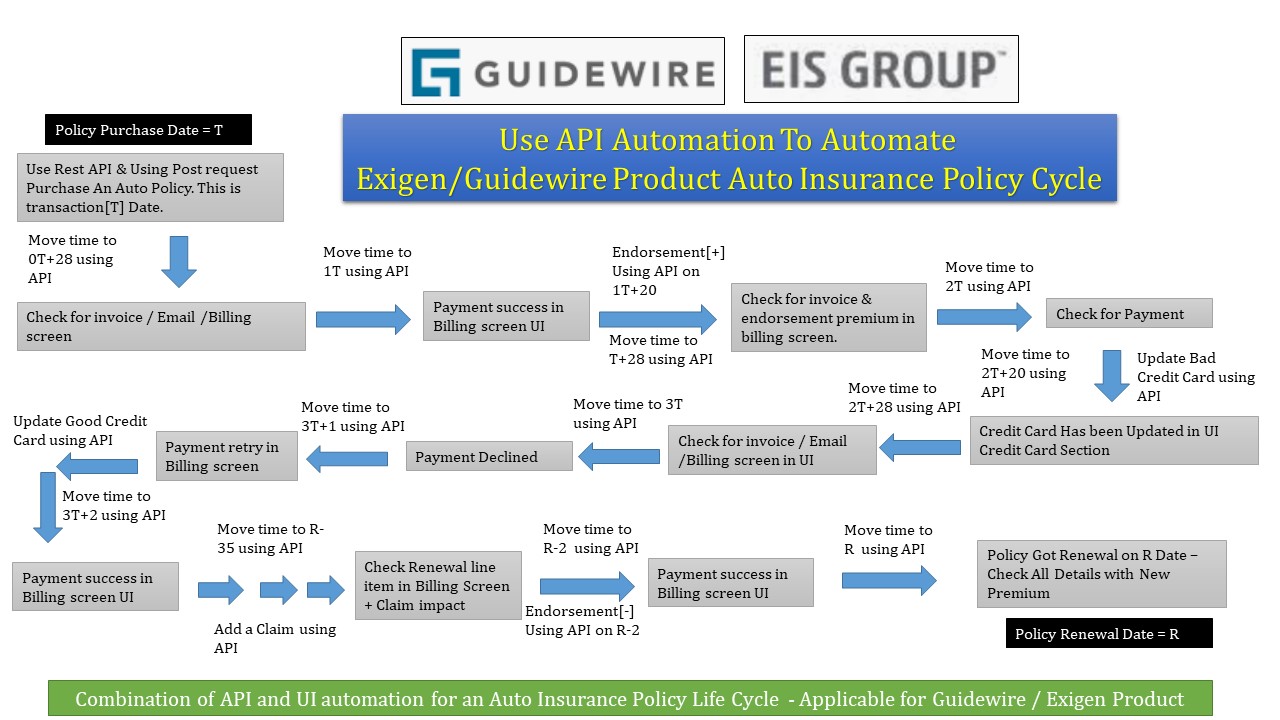 GUIDEWIRE
EIS GROUP™
Policy Purchase Date = T
Use API Automation To Automate
Exigen/Guidewire Product Auto Insurance Policy Cycle
Use Rest API & Using Post request
Purchase An Auto Policy. This is
transaction[T] Date.
Move time to
0T+28 using
API
Check for invoice / Email /Billing
screen
Move time to
1T using API
Payment success in
Billing screen UI
Endorsement[+]
Using API on
1T+20
Move time to
T+28 using API
Check for invoice &
endorsement premium in
billing screen.
Move time to
2T using API
Check for Payment
Move time to
2T+20 using
API
Update Bad
Credit Card using
API
Credit Card Has been Updated in UI
Credit Card Section
Move time to
2T+28 using API
Check for invoice / Email
/Billing screen in UI
Move time to 3T
using API
Payment Declined
Move time to
3T+1 using API
Payment retry in
Billing screen
Update Good Credit
Card using API
Move time to
3T+2 using API
Payment success in
Billing screen UI
Move time to R-
35 using API
Add a Claim using
API
Check Renewal line
item in Billing Screen
+ Claim impact
Move time to
R-2 using API
Endorsement[-]
Using API on R-2
Payment success in
Billing screen UI
Move time to
R using API
Policy Got Renewal on R Date –
Check All Details with New
Premium
Policy Renewal Date = R
Combination of API and UI automation for an Auto Insurance Policy Life Cycle - Applicable for Guidewire / Exigen Product